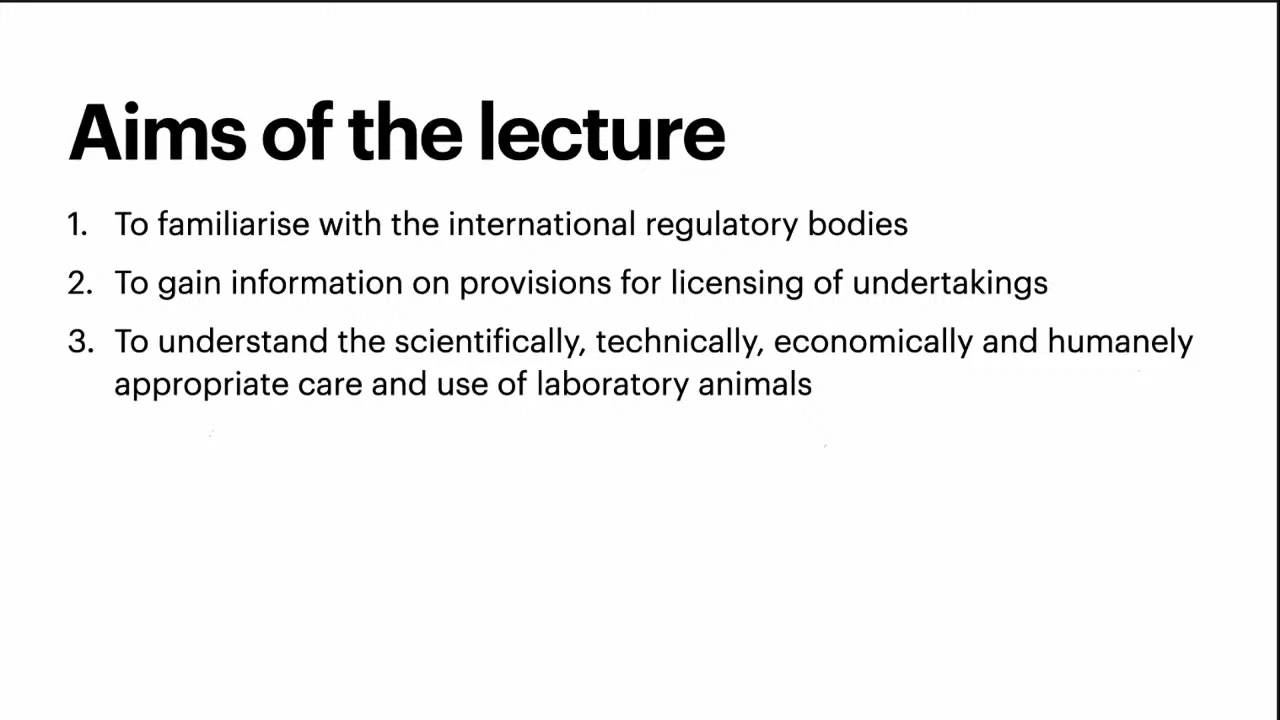 Aims of the lecture
1. To familiarise with the international regulatory bodies
2. To gain information on provisions for licensing of undertakings
3. To understand the scientifically, technically, economically and humanely
appropriate care and use of laboratory animals